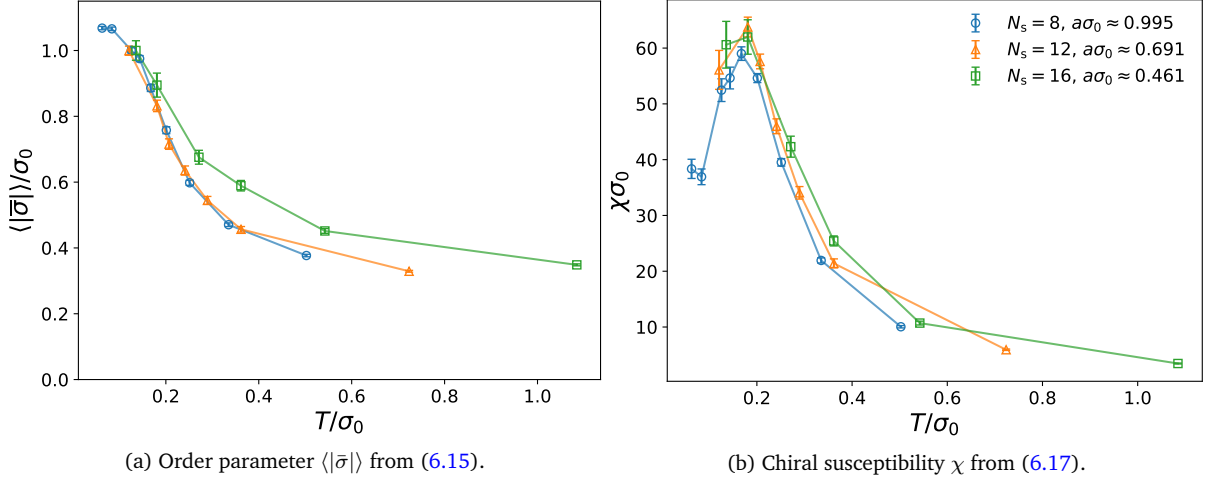 1.0
0.8
0.6
0.4
0.2
0.0
⟨|σ̅|⟩/σ₀
0.2 0.4 0.6 0.8 1.0
T/σ₀
(a) Order parameter ⟨|σ̄|⟩ from (6.15).
60
50
40
30
20
10
χσ₀
Nₛ = 8, aσ₀ ≈ 0.995
Nₛ = 12, aσ₀ ≈ 0.691
Nₛ = 16, aσ₀ ≈ 0.461
0.2 0.4 0.6 0.8 1.0
T/σ₀
(b) Chiral susceptibility χ from (6.17).